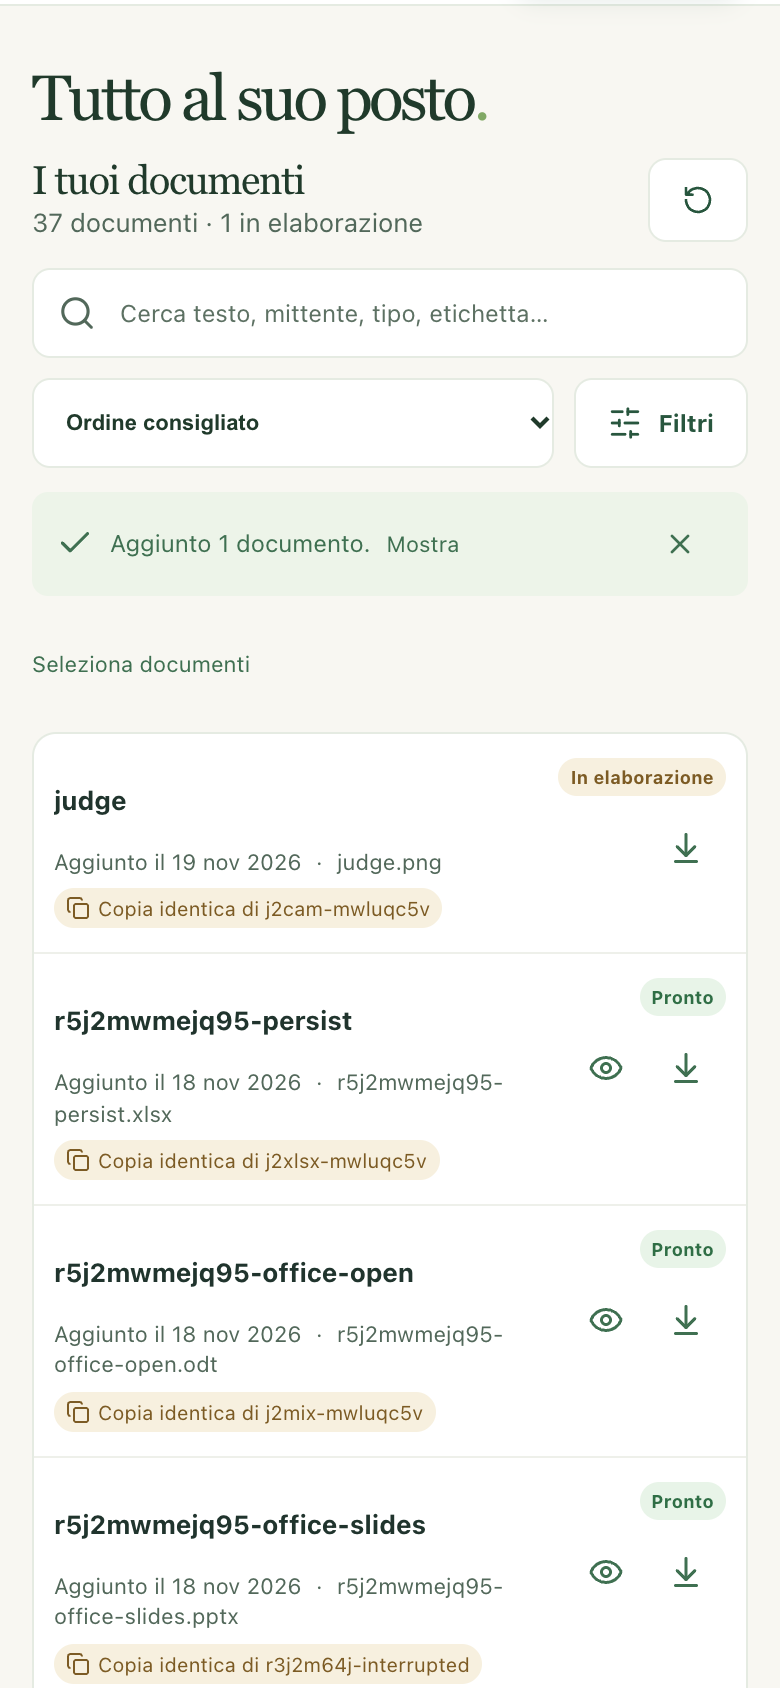 Tutto al suo posto.
I tuoi documenti
37 documenti · 1 in elaborazione
Cerca testo, mittente, tipo, etichetta...
Ordine consigliato
Filtri
Aggiunto 1 documento. Mostra
Seleziona documenti
In elaborazione
judge
Aggiunto il 19 nov 2026 · judge.png
Copia identica di j2cam-mwluqc5v
Pronto
r5j2mwmejq95-persist
Aggiunto il 18 nov 2026 · r5j2mwmejq95-
persist.xlsx
Copia identica di j2xlsx-mwluqc5v
Pronto
r5j2mwmejq95-office-open
Aggiunto il 18 nov 2026 · r5j2mwmejq95-
office-open.odt
Copia identica di j2mix-mwluqc5v
Pronto
r5j2mwmejq95-office-slides
Aggiunto il 18 nov 2026 · r5j2mwmejq95-
office-slides.pptx
Copia identica di r3j2m64j-interrupted